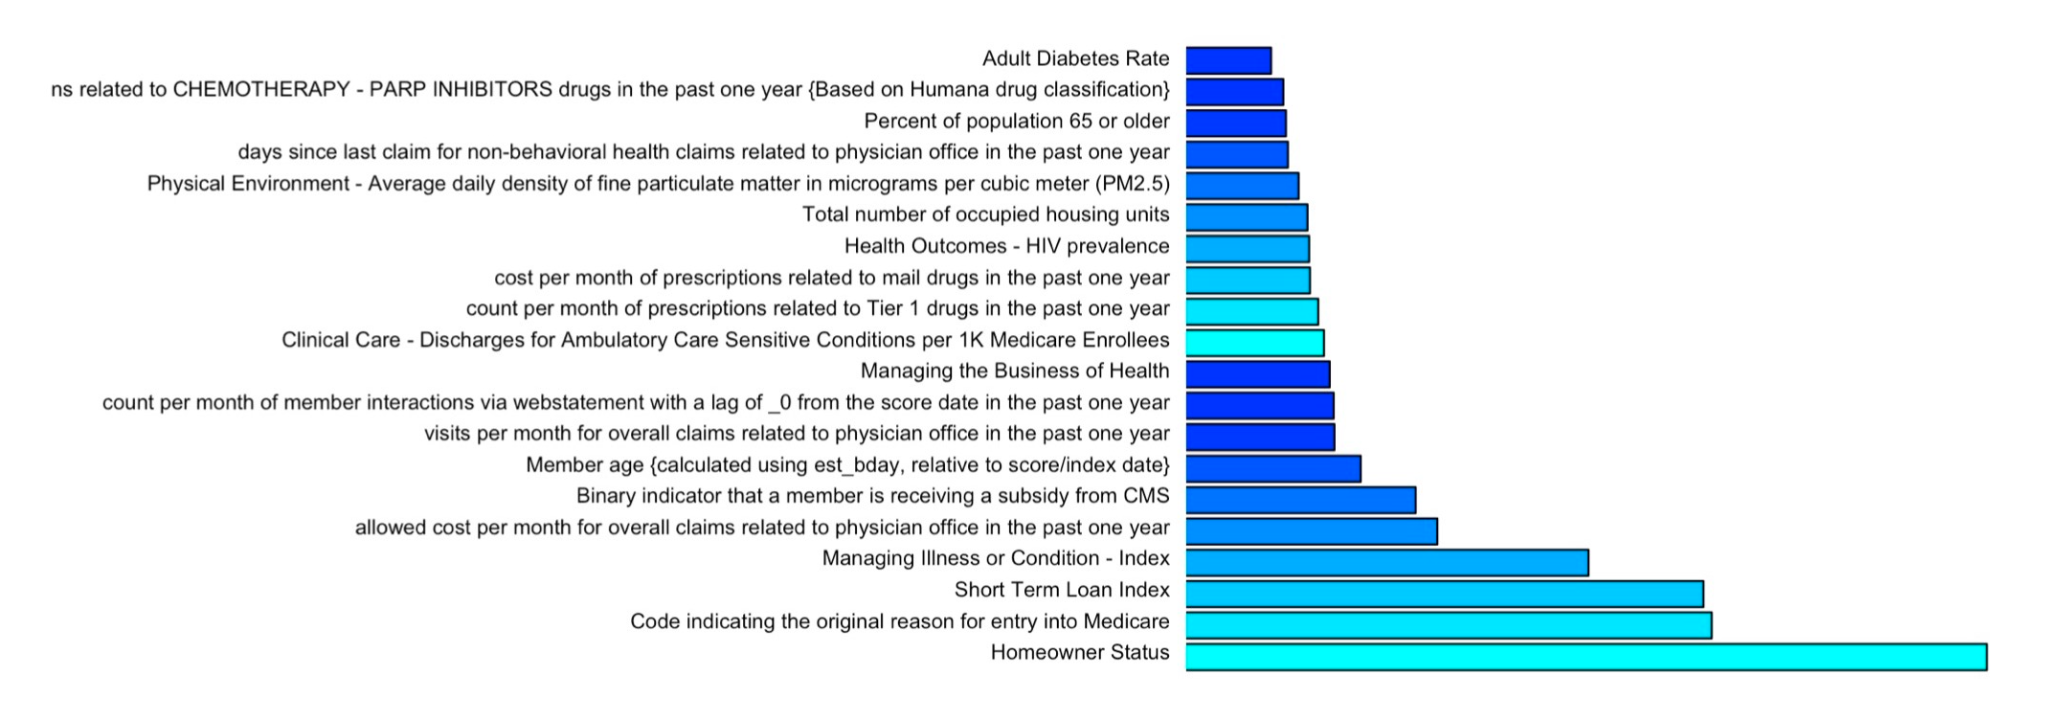 Adult Diabetes Rate
ns related to CHEMOTHERAPY - PARP INHIBITORS drugs in the past one year {Based on Humana drug classification}
Percent of population 65 or older
days since last claim for non-behavioral health claims related to physician office in the past one year
Physical Environment - Average daily density of fine particulate matter in micrograms per cubic meter (PM2.5)
Total number of occupied housing units
Health Outcomes - HIV prevalence
cost per month of prescriptions related to mail drugs in the past one year
count per month of prescriptions related to Tier 1 drugs in the past one year
Clinical Care - Discharges for Ambulatory Care Sensitive Conditions per 1K Medicare Enrollees
Managing the Business of Health
count per month of member interactions via webstatement with a lag of _0 from the score date in the past one year
visits per month for overall claims related to physician office in the past one year
Member age {calculated using est_bday, relative to score/index date}
Binary indicator that a member is receiving a subsidy from CMS
allowed cost per month for overall claims related to physician office in the past one year
Managing Illness or Condition - Index
Short Term Loan Index
Code indicating the original reason for entry into Medicare
Homeowner Status